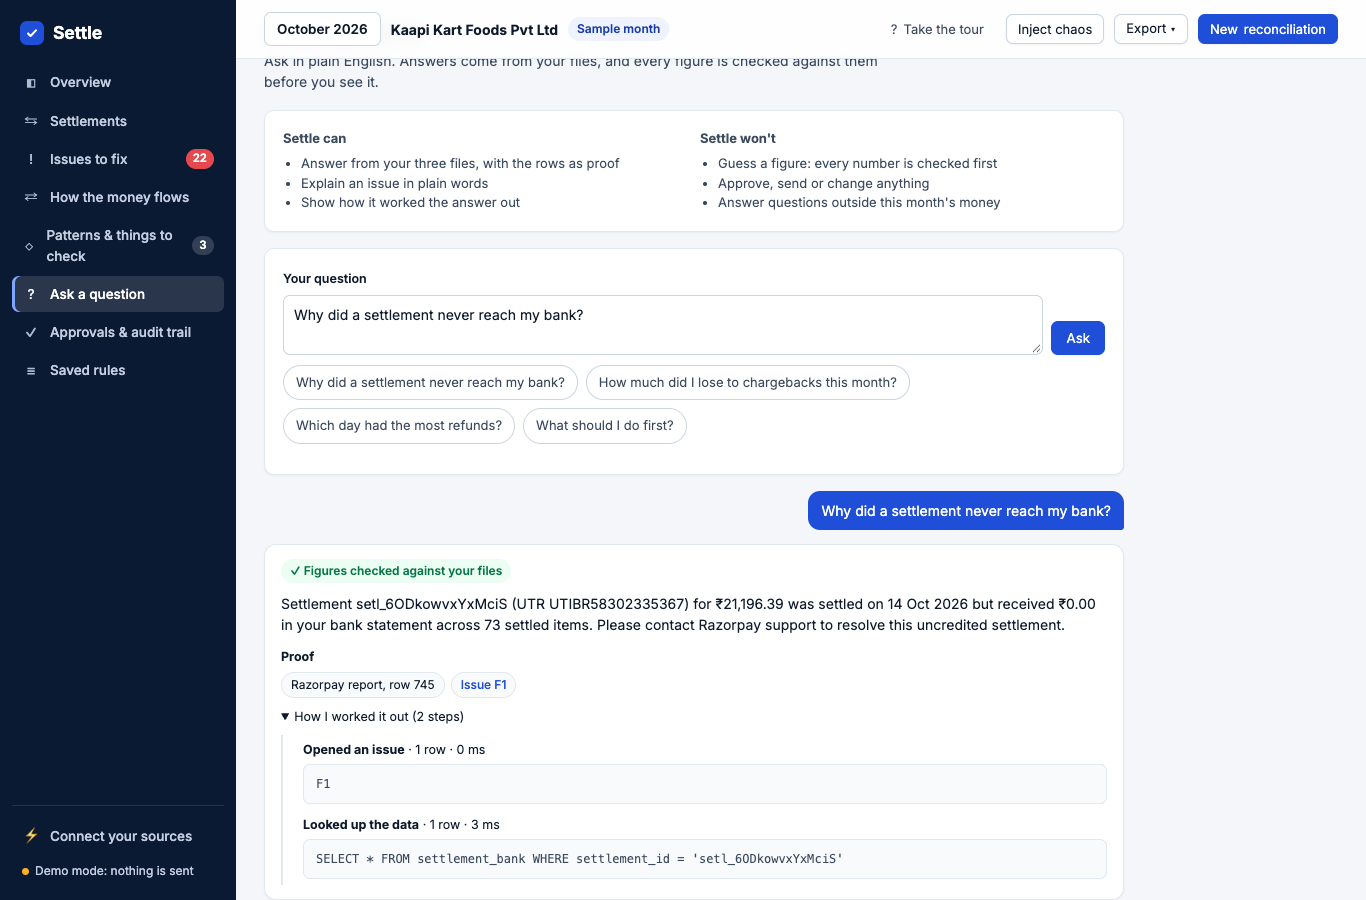 Settle
Overview
Settlements
Issues to fix 22
How the money flows
Patterns & things to
check 3
Ask a question
Approvals & audit trail
Saved rules
Connect your sources
Demo mode: nothing is sent
October 2026 Kaapi Kart Foods Pvt Ltd Sample month ? Take the tour Inject chaos Export New reconciliation
Ask in plain English. Answers come from your files, and every figure is checked against them
before you see it.
Settle can
Answer from your three files, with the rows as proof
Explain an issue in plain words
Show how it worked the answer out
Settle won't
Guess a figure: every number is checked first
Approve, send or change anything
Answer questions outside this month's money
Your question
Why did a settlement never reach my bank?
Ask
Why did a settlement never reach my bank? How much did I lose to chargebacks this month?
Which day had the most refunds? What should I do first?
Why did a settlement never reach my bank?
✓ Figures checked against your files
Settlement setl_6ODkowvxYxMciS (UTR UTIBR58302335367) for ₹21,196.39 was settled on 14 Oct 2026 but received ₹0.00
in your bank statement across 73 settled items. Please contact Razorpay support to resolve this uncredited settlement.
Proof
Razorpay report, row 745 Issue F1
▼ How I worked it out (2 steps)
Opened an issue · 1 row · 0 ms
F1
Looked up the data · 1 row · 3 ms
SELECT * FROM settlement_bank WHERE settlement_id = 'setl_6ODkowvxYxMciS'